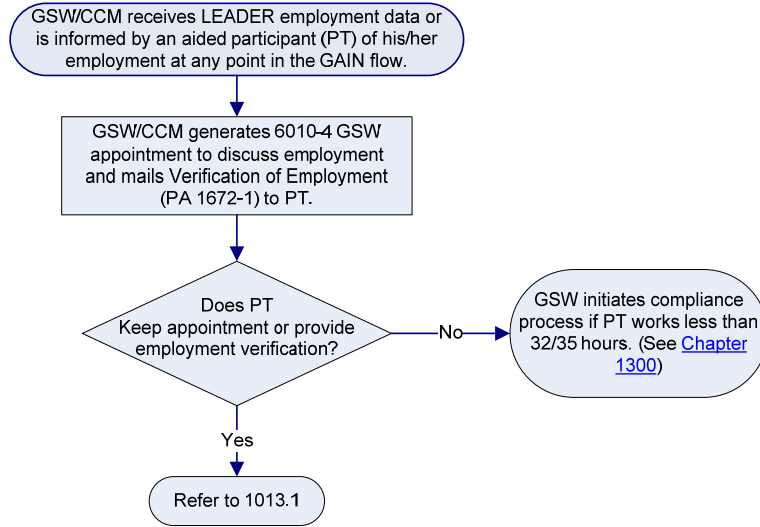 GSW/CCM receives LEADER employment data or
is informed by an aided participant (PT) of his/her
employment at any point in the GAIN flow.
GSW/CCM generates 6010-4 GSW
appointment to discuss employment
and mails Verification of Employment
(PA 1672-1) to PT.
Does PT
Keep appointment or provide
employment verification?
No
GSW initiates compliance
process if PT works less than
32/35 hours. (See Chapter
1300)
Yes
Refer to 1013.1